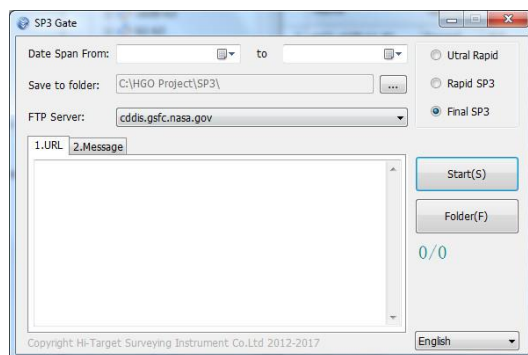 SP3 Gate
Date Span From: to
Utral Rapid
Save to folder: C:\HGO Project\SP3\ ...
Rapid SP3
FTP Server: cddis.gsfc.nasa.gov
Final SP3
1.URL 2.Message
Start(S)
Folder(F)
0/0
Copyright Hi-Target Surveying Instrument Co.Ltd 2012-2017
English